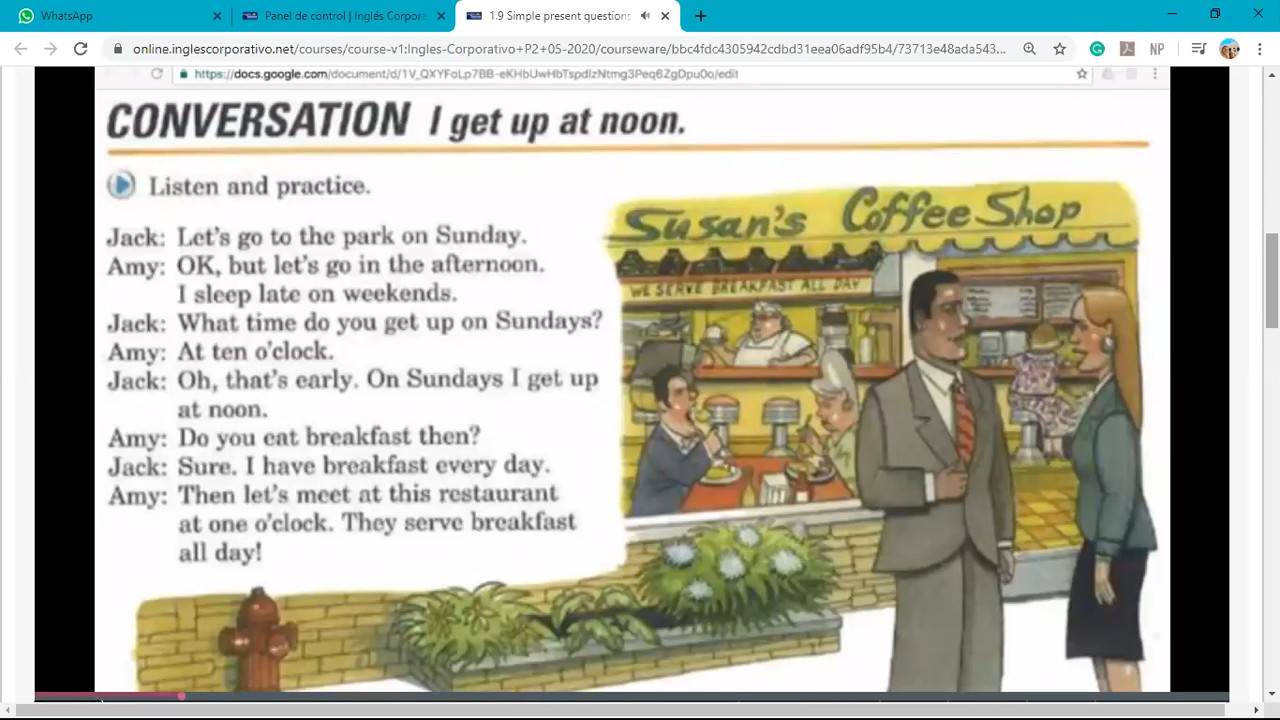 WhatsApp
Panel de control | Inglés Corpora
1.9 Simple present questions
online.inglescorporativo.net/courses/course-v1:Ingles-Corporativo+P2+05-2020/courseware/bbc4fdc4305242cdbd31eea06adf95b4/73713e48ada543...
NP
https://docs.google.com/document/d/1V_QXYFoLp7BB-eKHbUwHbTspdlzNtmg3Peq6ZgDpu0o/edit
CONVERSATION I get up at noon.
Listen and practice.
Jack: Let's go to the park on Sunday.
Amy: OK, but let's go in the afternoon.
I sleep late on weekends.
Jack: What time do you get up on Sundays?
Amy: At ten o'clock.
Jack: Oh, that's early. On Sundays I get up
at noon.
Amy: Do you eat breakfast then?
Jack: Sure. I have breakfast every day.
Amy: Then let's meet at this restaurant
at one o'clock. They serve breakfast
all day!
Susan's Coffee Shop
WE SERVE BREAKFAST ALL DAY